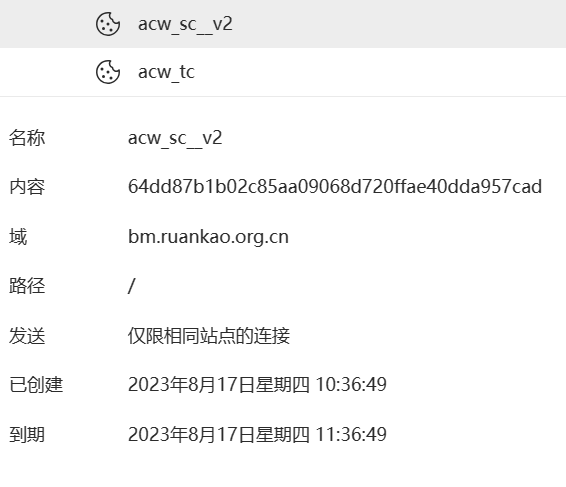 acw_sc__v2
acw_tc
名称 acw_sc__v2
内容 64dd87b1b02c85aa09068d720ffae40dda957cad
域 bm.ruankao.org.cn
路径 /
发送 仅限相同站点的连接
已创建 2023年8月17日星期四 10:36:49
到期 2023年8月17日星期四 11:36:49